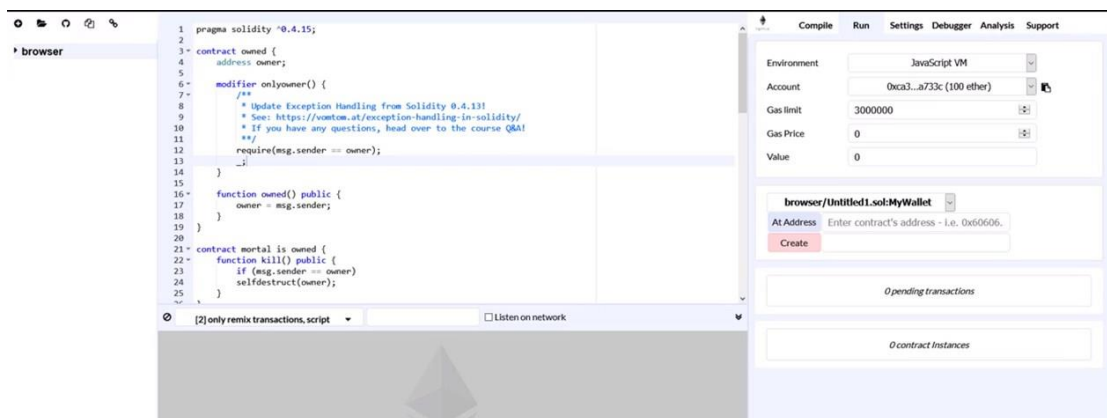 browser
1 pragma solidity ^0.4.15;
2
3 contract owned {
4 address owner;
5
6 modifier onlyowner() {
7 /**
8 * Update Exception Handling from Solidity 0.4.13!
9 * See: https://vomtom.at/exception-handling-in-solidity/
10 * If you have any questions, head over to the course Q&A!
11 **/
12 require(msg.sender == owner);
13 _;
14 }
15
16 function owned() public {
17 owner = msg.sender;
18 }
19 }
20
21 contract mortal is owned {
22 function kill() public {
23 if (msg.sender == owner)
24 selfdestruct(owner);
25 }
[2] only remix transactions, script
Listen on network
Compile Run Settings Debugger Analysis Support
Environment JavaScript VM
Account 0xca3...a733c (100 ether)
Gas limit 3000000
Gas Price 0
Value 0
browser/Untitled1.sol:MyWallet
At Address Enter contract's address - i.e. 0x60606.
Create
0 pending transactions
0 contract Instances